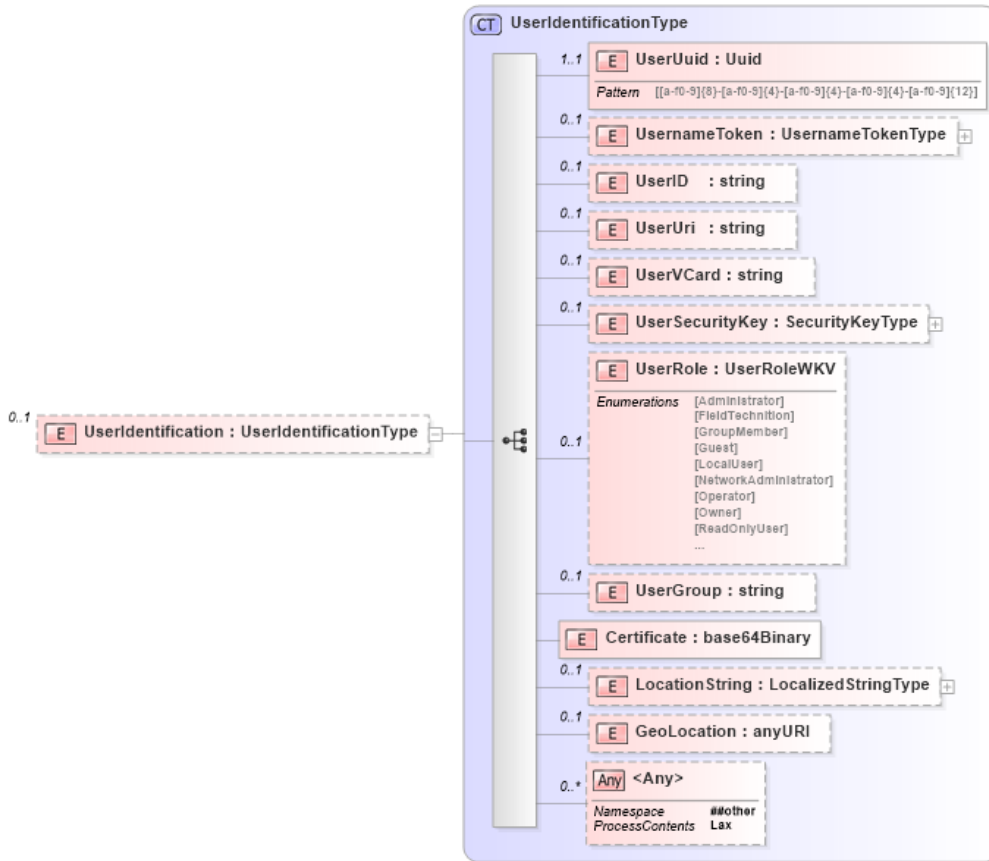 CT UserIdentificationType
1..1
E UserUuid : Uuid
Pattern [[a-f0-9]{8}-[a-f0-9]{4}-[a-f0-9]{4}-[a-f0-9]{4}-[a-f0-9]{12}]
0..1
E UsernameToken : UsernameTokenType
0..1
E UserID : string
0..1
E UserUri : string
0..1
E UserVCard : string
0..1
E UserSecurityKey : SecurityKeyType
E UserRole : UserRoleWKV
Enumerations [Administrator]
[FieldTechnition]
[GroupMember]
[Guest]
0..1
[LocalUser]
[NetworkAdministrator]
[Operator]
[Owner]
[ReadOnlyUser]
...
0..1
E UserIdentification : UserIdentificationType
0..1
E UserGroup : string
E Certificate : base64Binary
0..1
E LocationString : LocalizedStringType
0..1
E GeoLocation : anyURI
0..*
Any <Any>
Namespace ##other
ProcessContents Lax